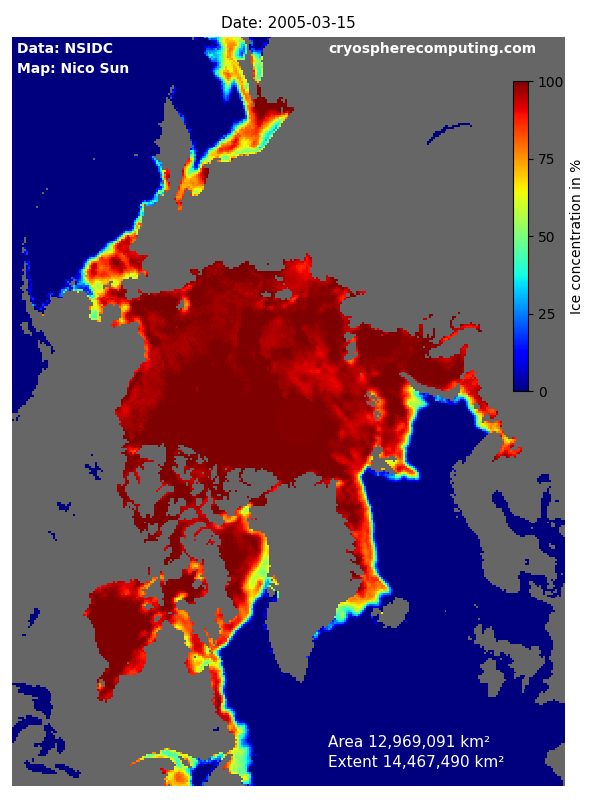 Date: 2005-03-15
Data: NSIDC
Map: Nico Sun
cryospherecomputing.com
100
75
50
25
0
Ice concentration in %
Area 12,969,091 km²
Extent 14,467,490 km²